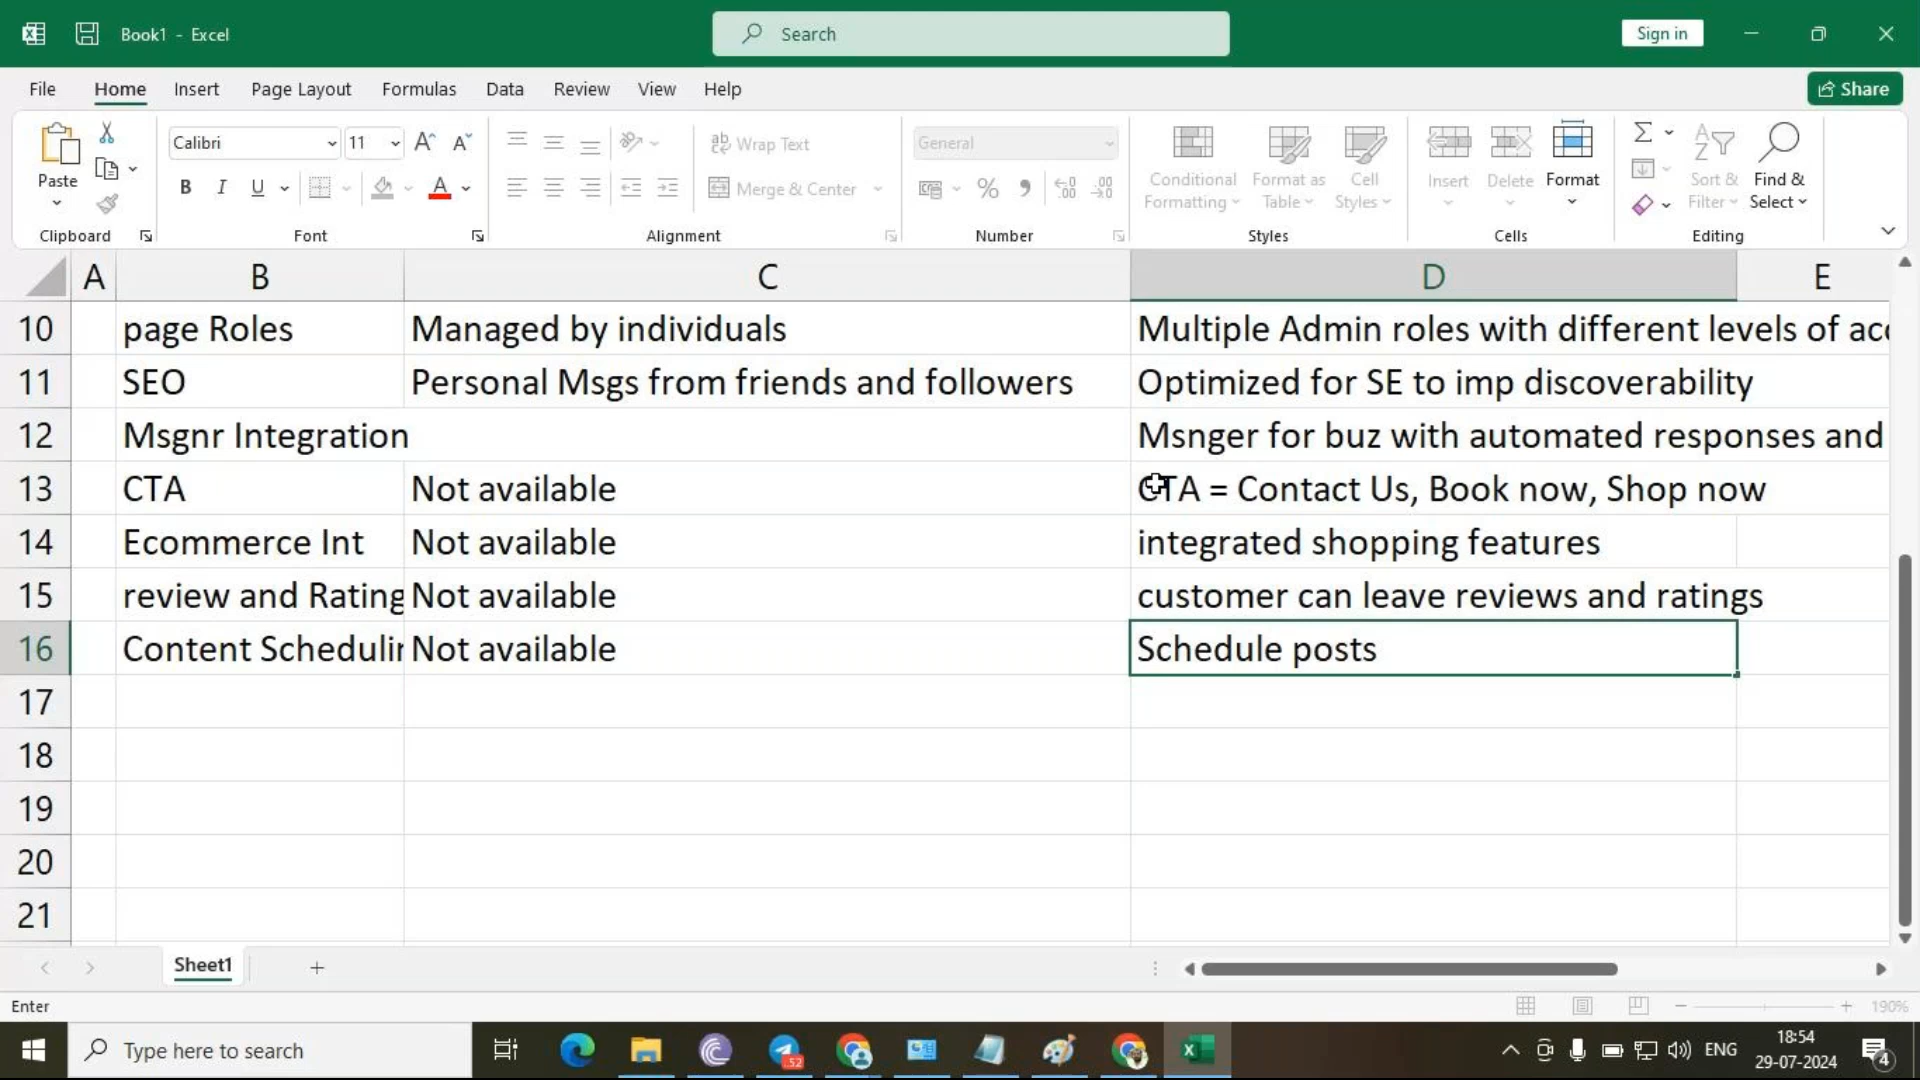 Book1 - Excel
Search
Sign in
File Home Insert Page Layout Formulas Data Review View Help
Share
Paste
Calibri 11
B I U
Wrap Text
Merge & Center
General
Conditional Formatting
Format as Table
Cell Styles
Insert
Delete
Format
Sort & Filter
Find & Select
Clipboard Font Alignment Number Styles Cells Editing
A B C D E
10 page Roles Managed by individuals Multiple Admin roles with different levels of acc
11 SEO Personal Msgs from friends and followers Optimized for SE to imp discoverability
12 Msgnr Integration Msnger for buz with automated responses and
13 CTA Not available CTA = Contact Us, Book now, Shop now
14 Ecommerce Int Not available integrated shopping features
15 review and Rating Not available customer can leave reviews and ratings
16 Content Schedulin Not available Schedule posts
17
18
19
20
21
Sheet1
Enter
190%
Type here to search
52
ENG
18:54
29-07-2024
4